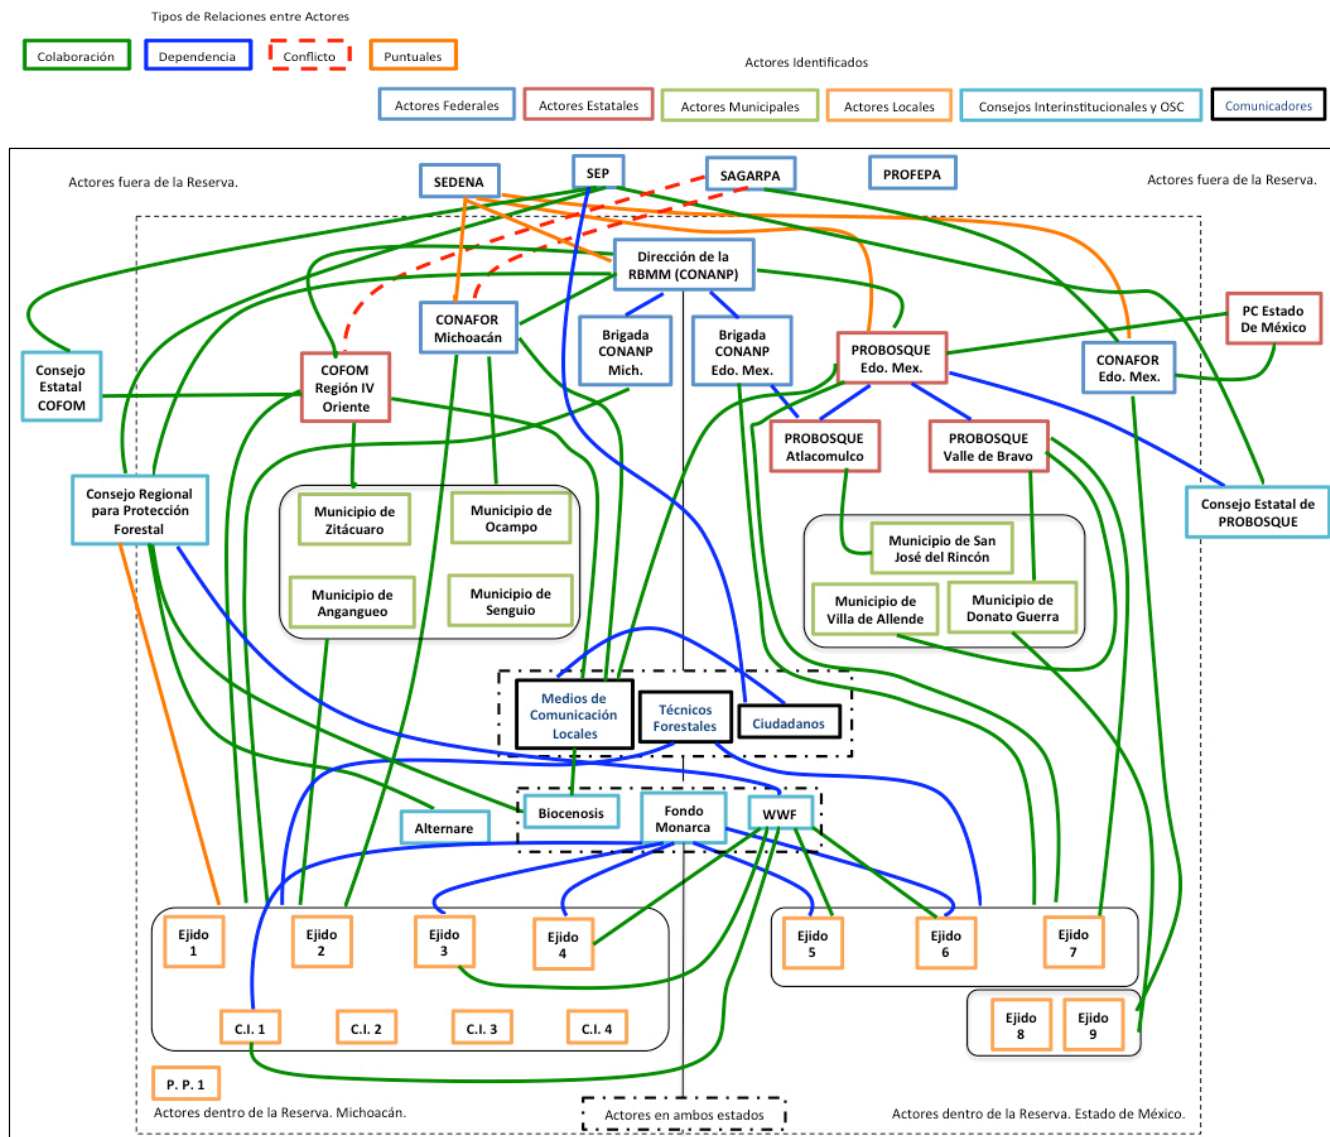 Tipos de Relaciones entre Actores
Colaboración
Dependencia
Conflicto
Puntuales
Actores Identificados
Actores Federales
Actores Estatales
Actores Municipales
Actores Locales
Consejos Interinstitucionales y OSC
Comunicadores
Actores fuera de la Reserva.
SEDENA
SEP
SAGARPA
PROFEPA
Actores fuera de la Reserva.
Dirección de la
RBMM (CONANP)
CONAFOR
Michoacán
Brigada
CONANP
Mich.
Brigada
CONANP
Edo. Mex.
PROBOSQUE
Edo. Mex.
PC Estado
De México
CONAFOR
Edo. Mex.
Consejo
Estatal
COFOM
COFOM
Región IV
Oriente
PROBOSQUE
Atlacomulco
PROBOSQUE
Valle de Bravo
Consejo Regional
para Protección
Forestal
Consejo Estatal de
PROBOSQUE
Municipio de
Zitácuaro
Municipio de
Ocampo
Municipio de San
José del Rincón
Municipio de
Angangueo
Municipio de
Senguio
Municipio de
Villa de Allende
Municipio de
Donato Guerra
Medios de
Comunicación
Locales
Técnicos
Forestales
Ciudadanos
Alternare
Biocenosis
Fondo
Monarca
WWF
Ejido
1
Ejido
2
Ejido
3
Ejido
4
Ejido
5
Ejido
6
Ejido
7
C.I. 1
C.I. 2
C.I. 3
C.I. 4
Ejido
8
Ejido
9
P. P. 1
Actores dentro de la Reserva. Michoacán.
Actores en ambos estados
Actores dentro de la Reserva. Estado de México.